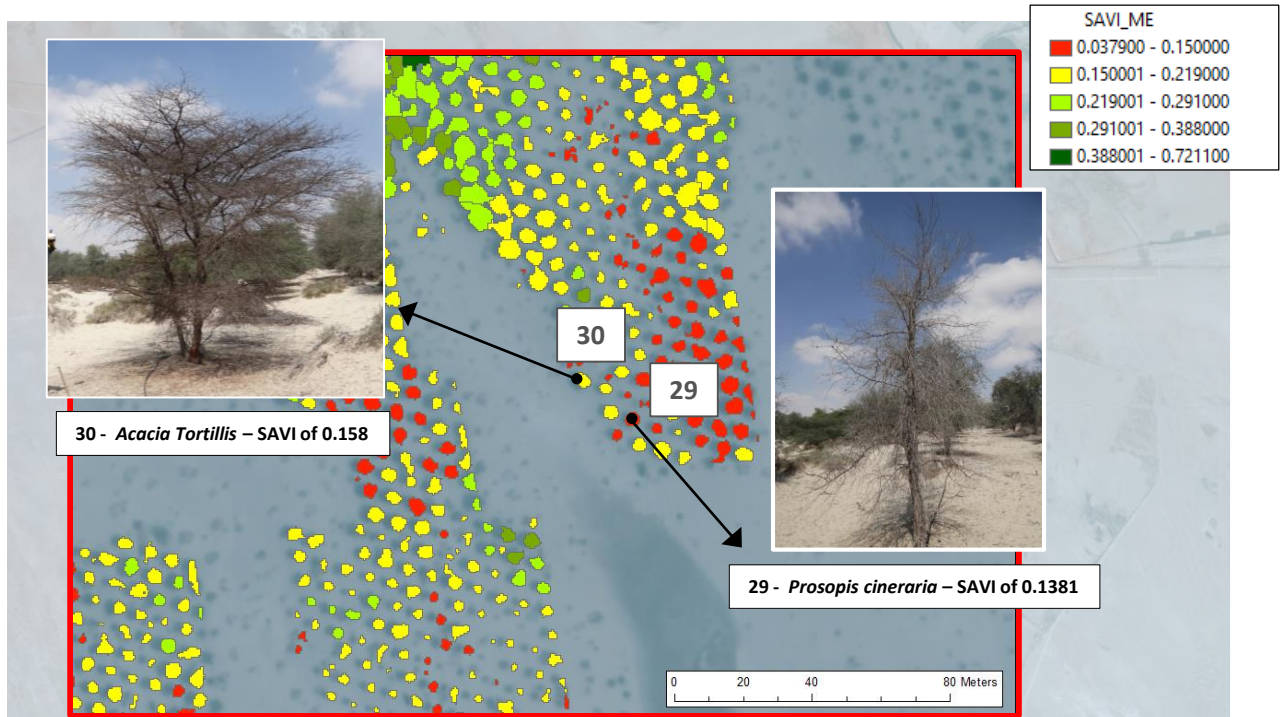 SAVI_ME
0.037900 - 0.150000
0.150001 - 0.219000
0.219001 - 0.291000
0.291001 - 0.388000
0.388001 - 0.721100
30
29
30 - Acacia Tortillis – SAVI of 0.158
29 - Prosopis cineraria – SAVI of 0.1381
0 20 40 80 Meters